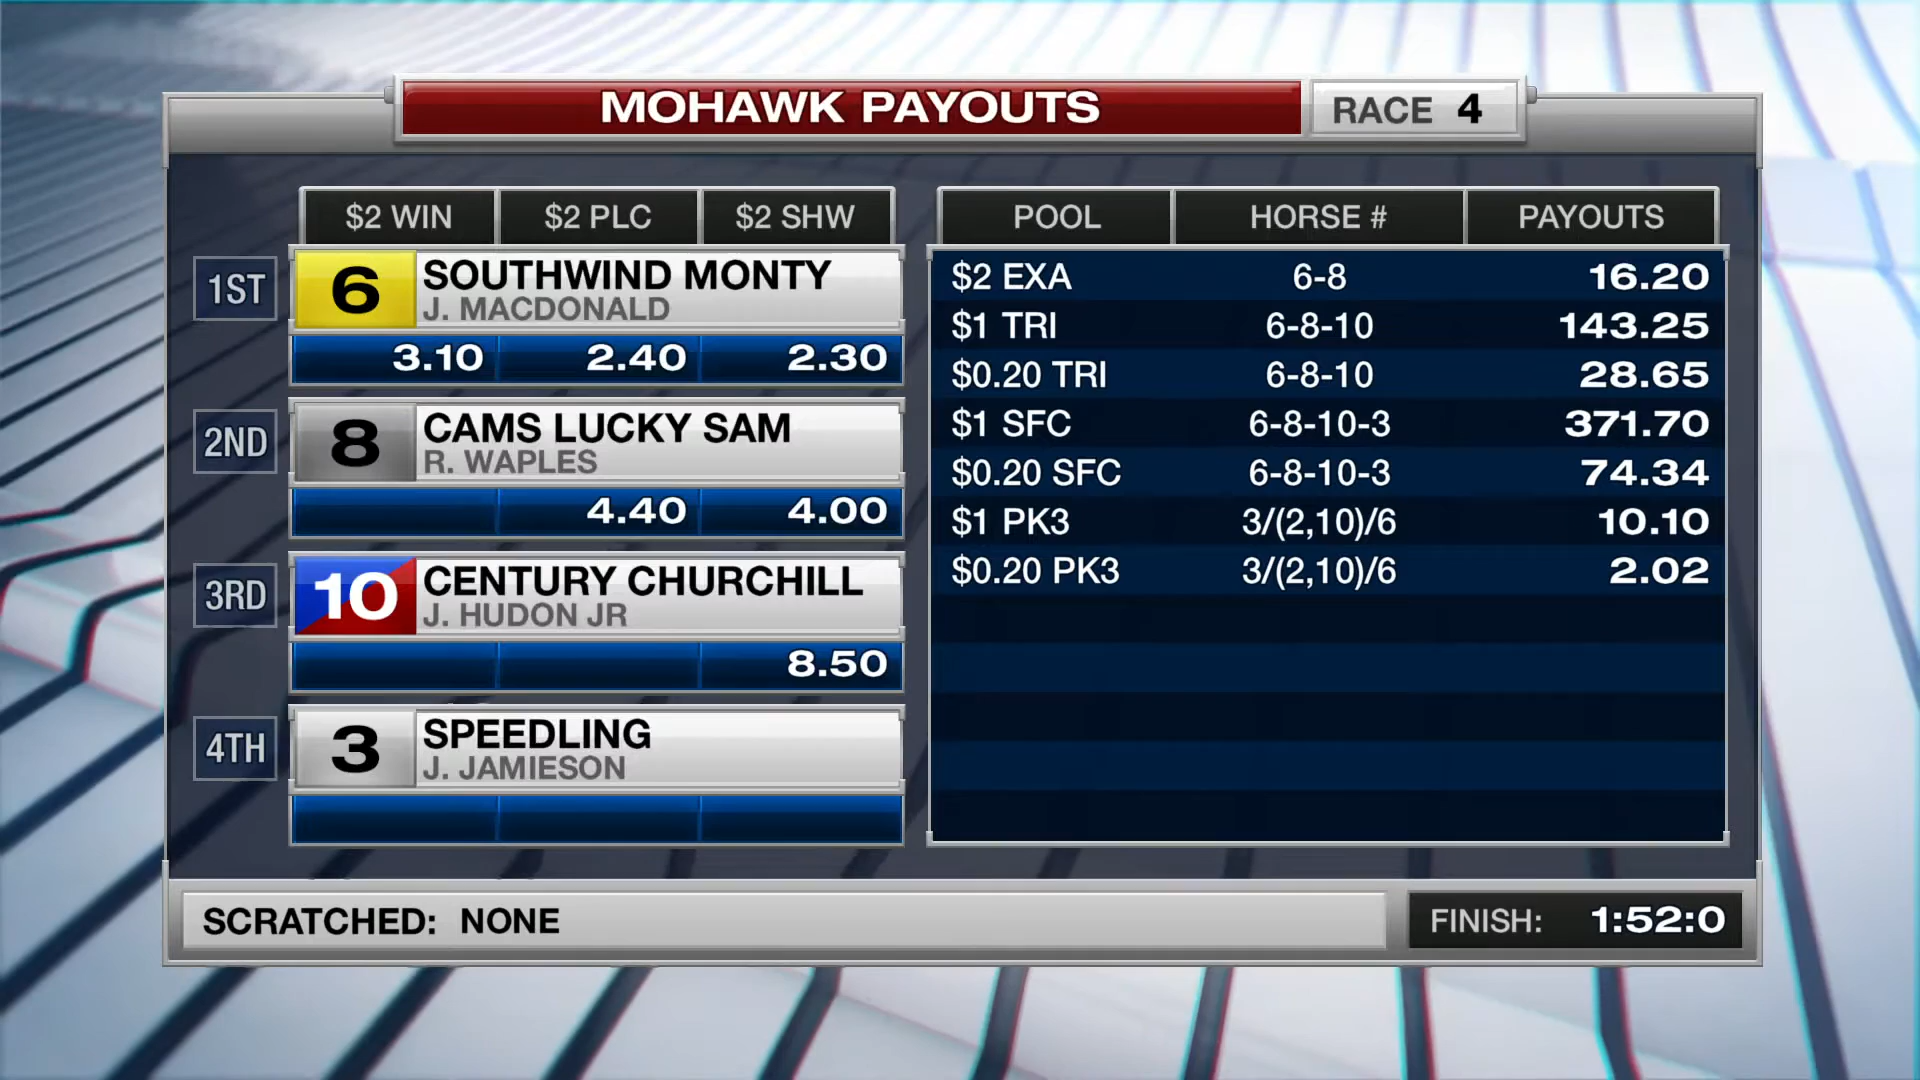 MOHAWK PAYOUTS
RACE 4
$2 WIN $2 PLC $2 SHW
1ST 6 SOUTHWIND MONTY
J. MACDONALD
3.10 2.40 2.30
2ND 8 CAMS LUCKY SAM
R. WAPLES
4.40 4.00
3RD 10 CENTURY CHURCHILL
J. HUDON JR
8.50
4TH 3 SPEEDLING
J. JAMIESON
POOL HORSE # PAYOUTS
$2 EXA 6-8 16.20
$1 TRI 6-8-10 143.25
$0.20 TRI 6-8-10 28.65
$1 SFC 6-8-10-3 371.70
$0.20 SFC 6-8-10-3 74.34
$1 PK3 3/(2,10)/6 10.10
$0.20 PK3 3/(2,10)/6 2.02
SCRATCHED: NONE
FINISH: 1:52:0